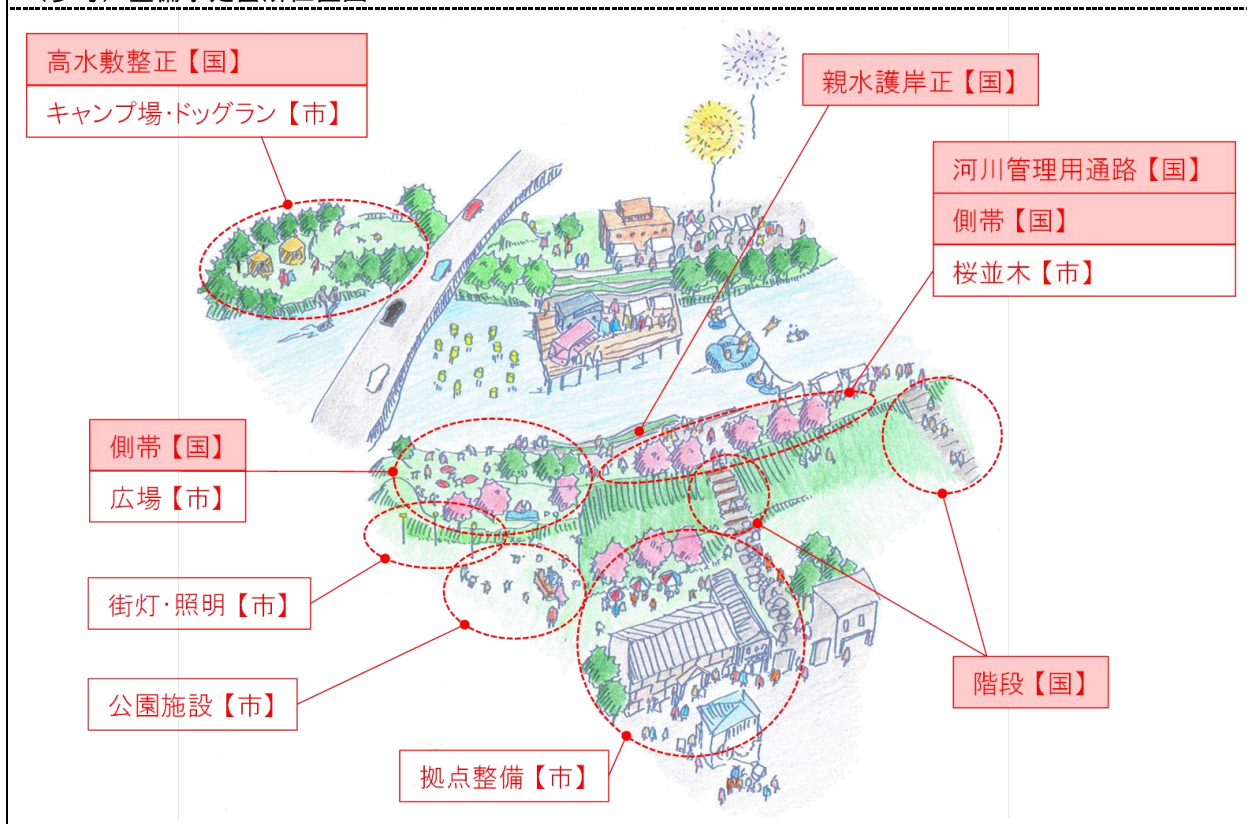 高水敷整正【国】
キャンプ場・ドッグラン【市】
親水護岸正【国】
河川管理用通路【国】
側帯【国】
桜並木【市】
側帯【国】
広場【市】
街灯・照明【市】
公園施設【市】
階段【国】
拠点整備【市】